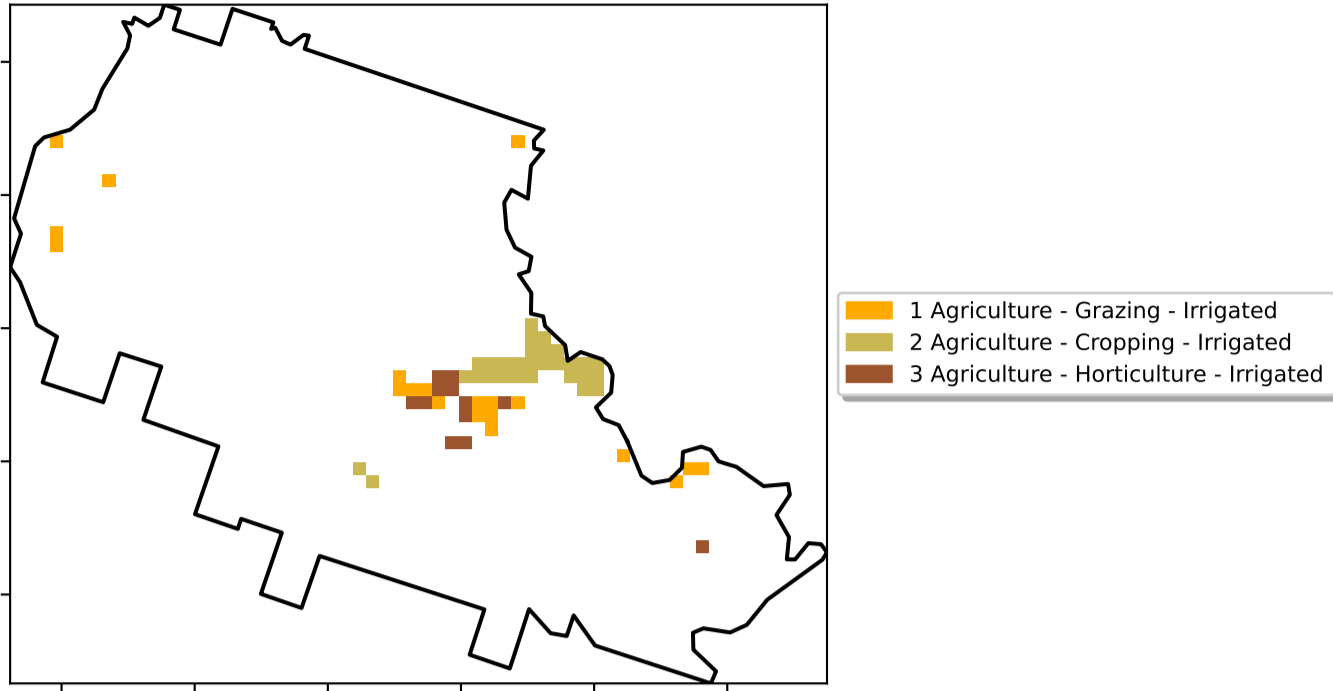 1 Agriculture - Grazing - Irrigated
2 Agriculture - Cropping - Irrigated
3 Agriculture - Horticulture - Irrigated